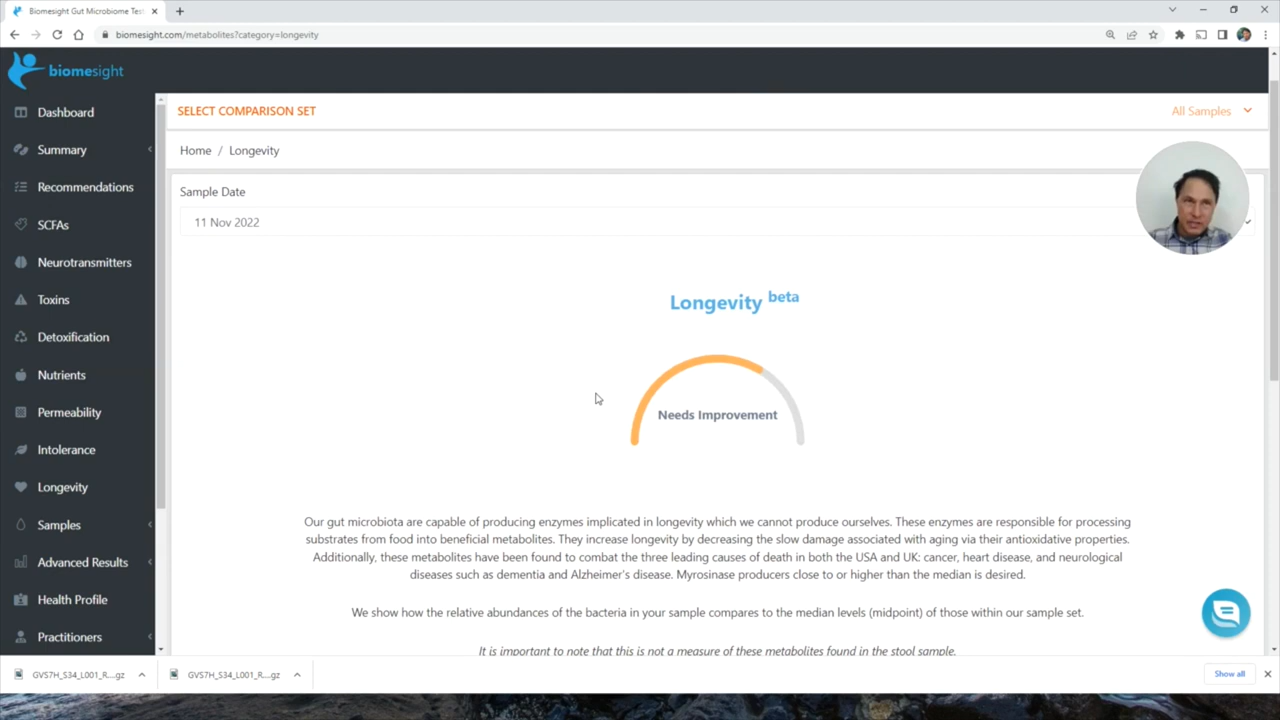 Biomesight Gut Microbiome Tes
biomesight.com/metabolites?category=longevity
biomesight
SELECT COMPARISON SET
All Samples
Dashboard
Home / Longevity
Summary
Sample Date
Recommendations
11 Nov 2022
SCFAs
Neurotransmitters
Longevity beta
Toxins
Detoxification
Nutrients
Needs Improvement
Permeability
Intolerance
Longevity
Our gut microbiota are capable of producing enzymes implicated in longevity which we cannot produce ourselves. These enzymes are responsible for processing
substrates from food into beneficial metabolites. They increase longevity by decreasing the slow damage associated with aging via their antioxidative properties.
Additionally, these metabolites have been found to combat the three leading causes of death in both the USA and UK: cancer, heart disease, and neurological
diseases such as dementia and Alzheimer's disease. Myrosinase producers close to or higher than the median is desired.
Samples
Advanced Results
Health Profile
We show how the relative abundances of the bacteria in your sample compares to the median levels (midpoint) of those within our sample set.
Practitioners
It is important to note that this is not a measure of these metabolites found in the stool sample.
GVS7H_S34_L001_R....gz
GVS7H_S34_L001_R....gz
Show all